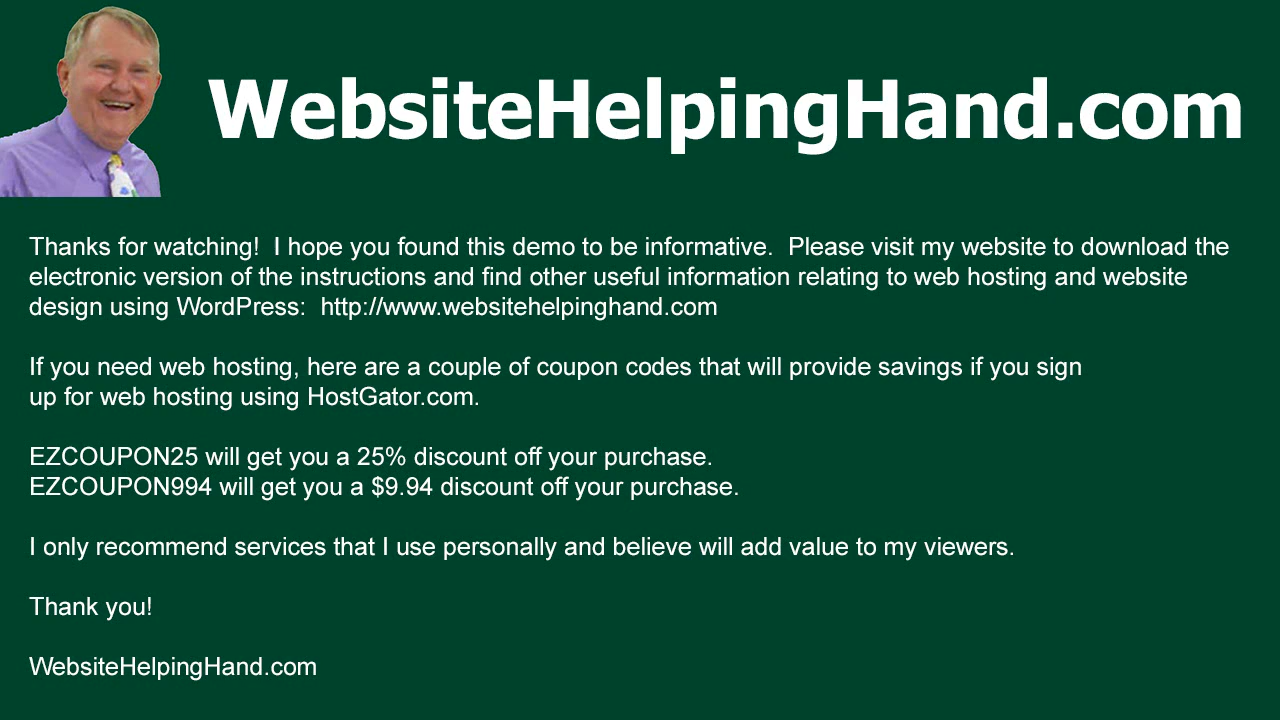 WebsiteHelpingHand.com
Thanks for watching!  I hope you found this demo to be informative.  Please visit my website to download the
electronic version of the instructions and find other useful information relating to web hosting and website
design using WordPress:  http://www.websitehelpinghand.com
If you need web hosting, here are a couple of coupon codes that will provide savings if you sign
up for web hosting using HostGator.com.
EZCOUPON25 will get you a 25% discount off your purchase.
EZCOUPON994 will get you a $9.94 discount off your purchase.
I only recommend services that I use personally and believe will add value to my viewers.
Thank you!
WebsiteHelpingHand.com